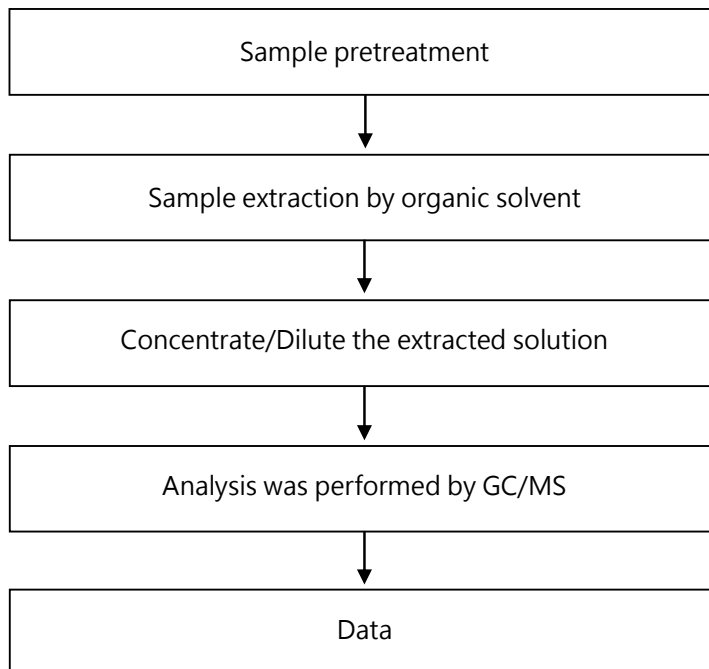 Sample pretreatment
Sample extraction by organic solvent
Concentrate/Dilute the extracted solution
Analysis was performed by GC/MS
Data